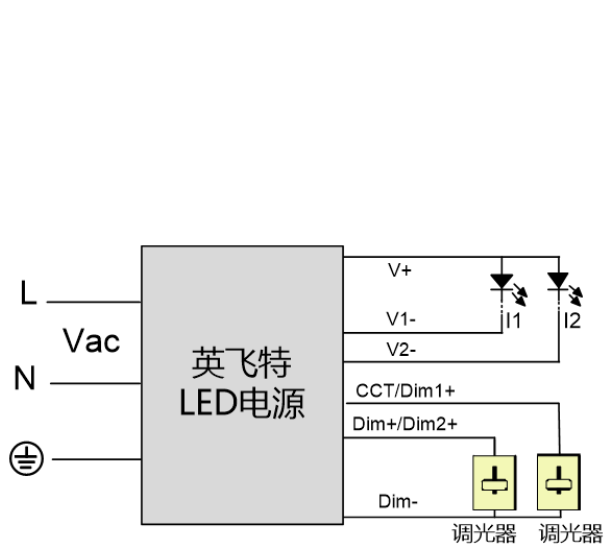 L
Vac
N
英飞特
LED电源
V+
V1-
I1
I2
V2-
CCT/Dim1+
Dim+/Dim2+
Dim-
调光器
调光器